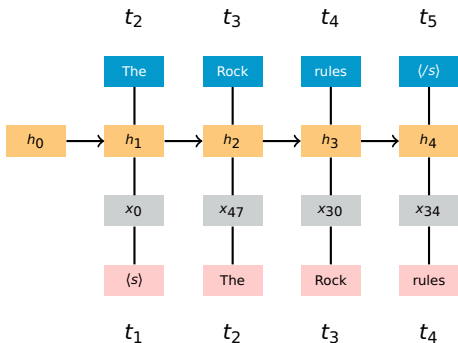 t2 t3 t4 t5
The Rock rules ⟨/s⟩
h0 h1 h2 h3 h4
x0 x47 x30 x34
⟨s⟩ The Rock rules
t1 t2 t3 t4